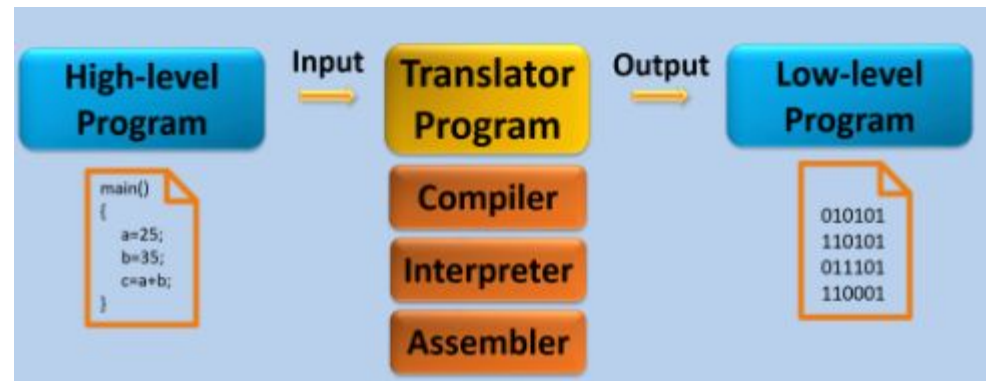 High-level
Program
Input
Translator
Program
Output
Low-level
Program
main()
{
a=25;
b=35;
c=a+b;
}
Compiler
Interpreter
Assembler
010101
110101
011101
110001